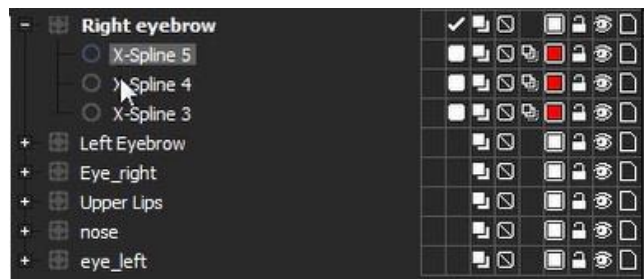 Right eyebrow
X-Spline 5
X-Spline 4
X-Spline 3
Left Eyebrow
Eye_right
Upper Lips
nose
eye_left